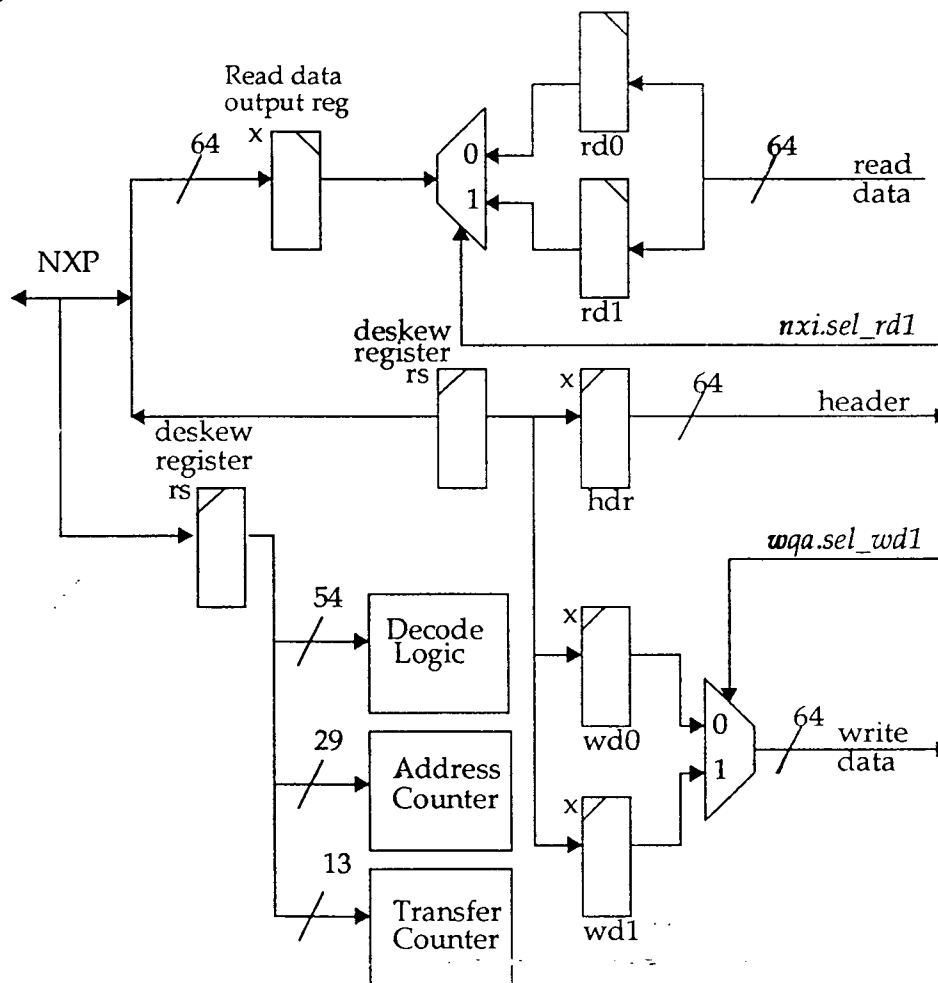 Read data
output reg
x
64
0
1
rd0
rd1
64
read
data
NXP
nxi.sel_rd1
deskew
register
rs
x
64
header
hdr
deskew
register
rs
wqa.sel_wd1
54
Decode
Logic
x
wd0
0
1
64
write
data
29
Address
Counter
x
wd1
13
Transfer
Counter